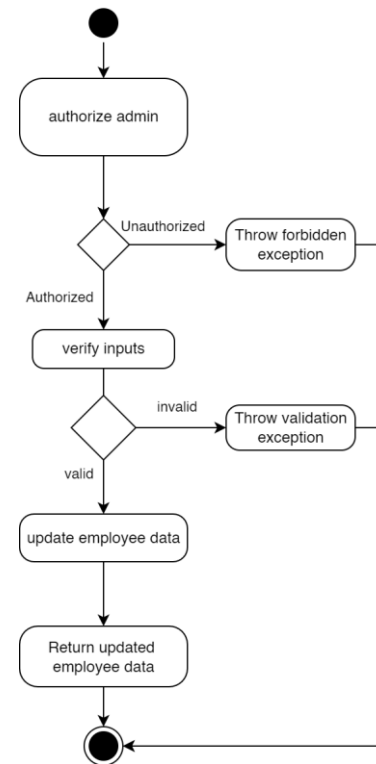 authorize admin
Unauthorized
Throw forbidden
exception
Authorized
verify inputs
invalid
Throw validation
exception
valid
update employee data
Return updated
employee data